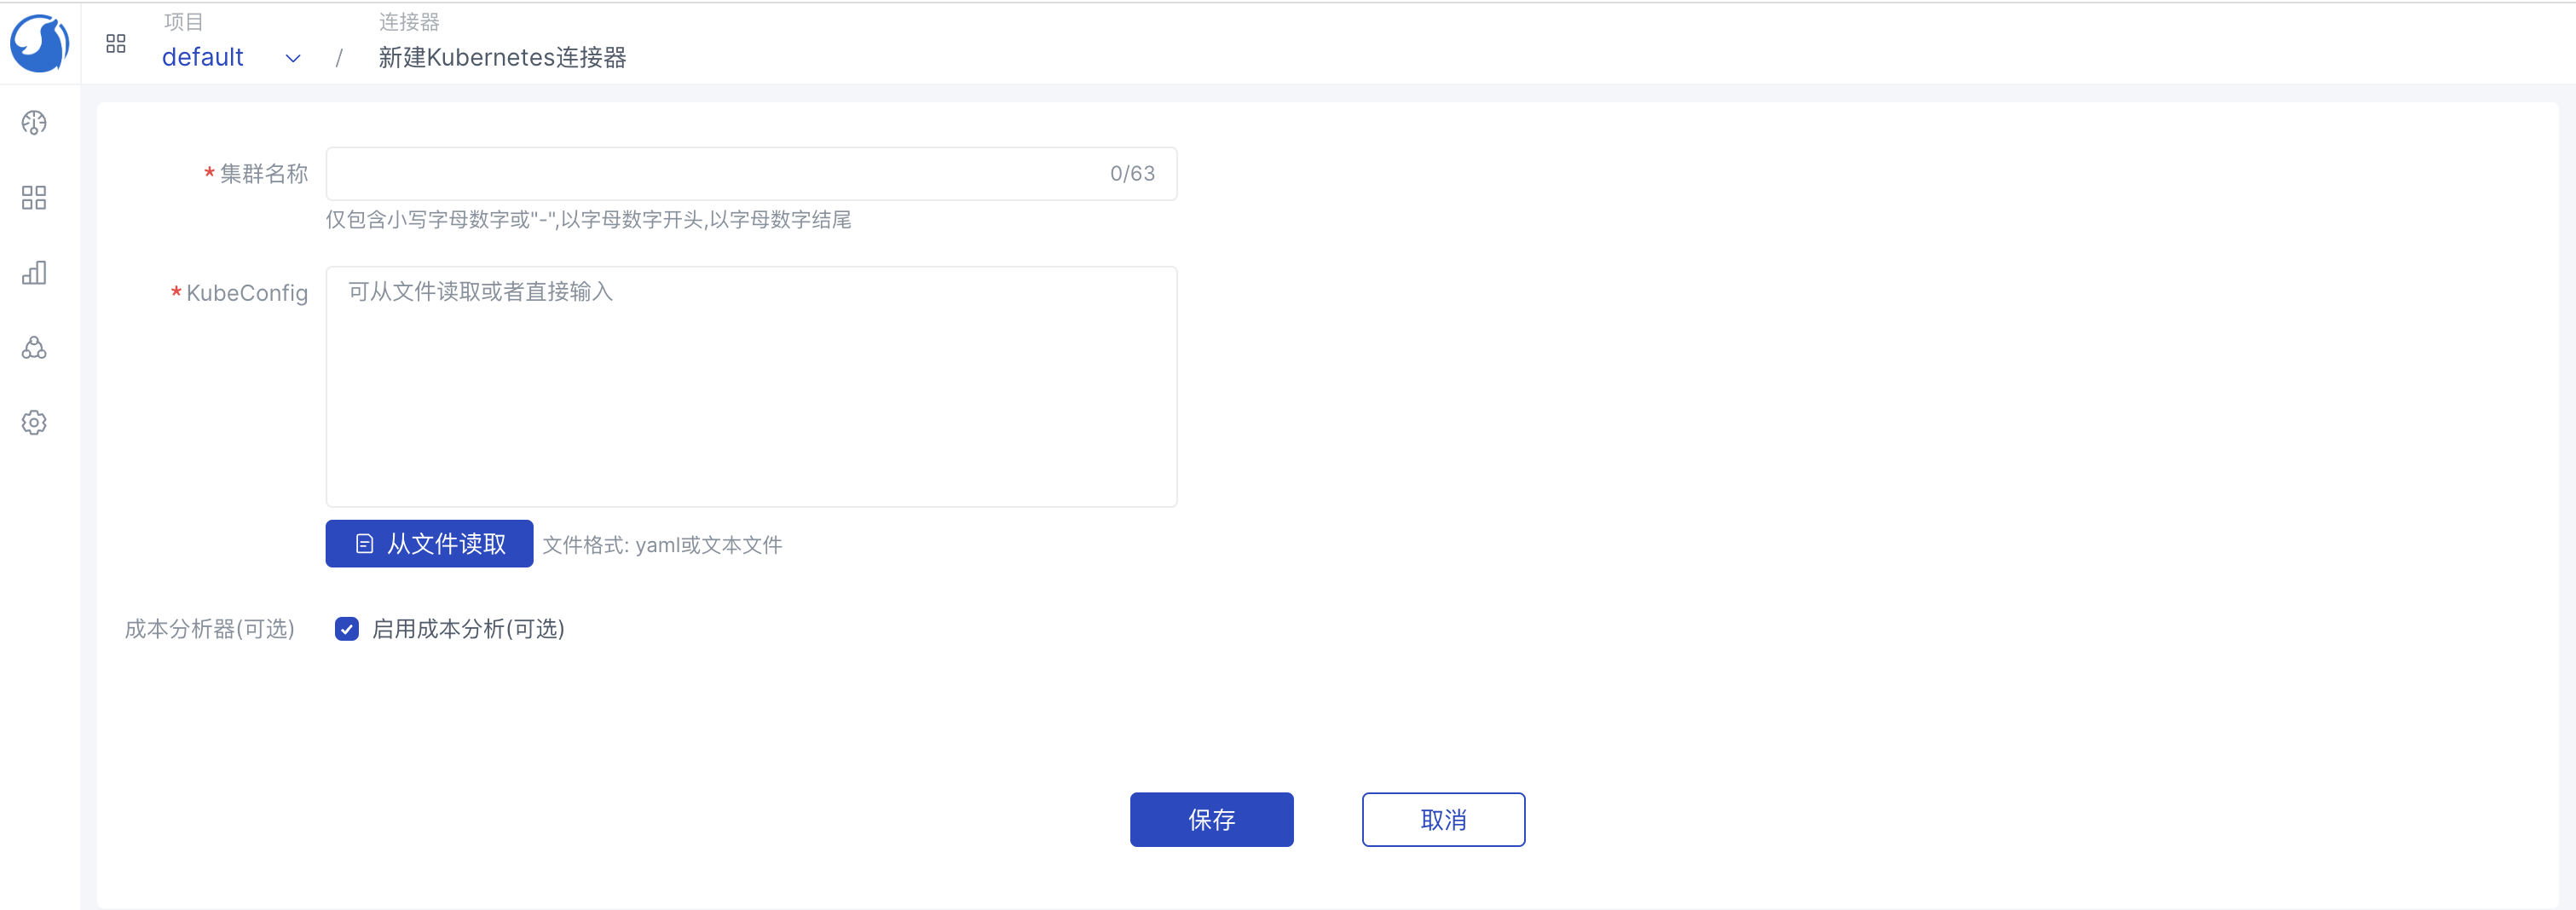 项目
default
/
连接器
新建Kubernetes连接器
*集群名称
0/63
仅包含小写字母数字或"-",以字母数字开头,以字母数字结尾
*KubeConfig
可从文件读取或者直接输入
从文件读取
文件格式: yaml或文本文件
成本分析器(可选)
启用成本分析(可选)
保存
取消